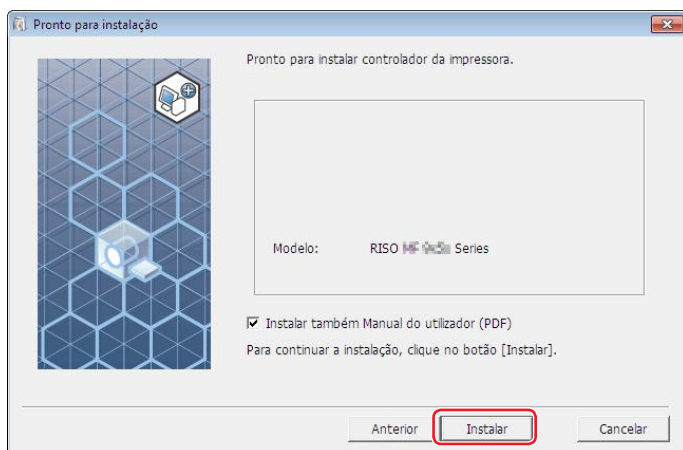 Pronto para instalação
Pronto para instalar controlador da impressora.
Modelo: RISO Series
Instalar também Manual do utilizador (PDF)
Para continuar a instalação, clique no botão [Instalar].
Anterior Instalar Cancelar